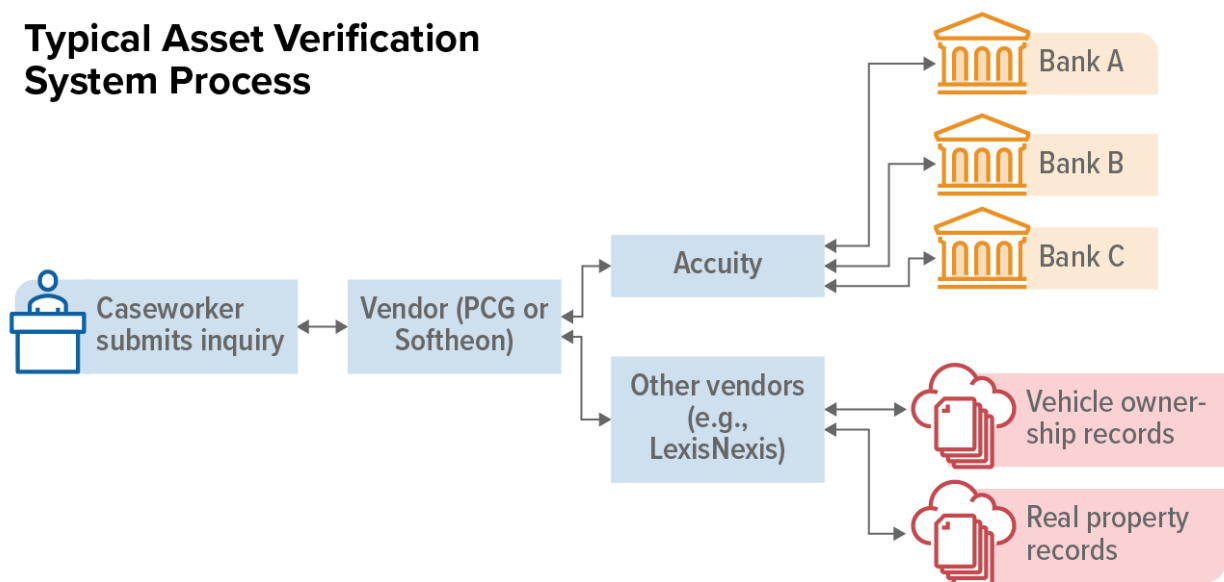 Typical Asset Verification
System Process
Bank A
Bank B
Bank C
Accuity
Caseworker
submits inquiry
Vendor (PCG or
Softheon)
Other vendors
(e.g.,
LexisNexis)
Vehicle owner-
ship records
Real property
records